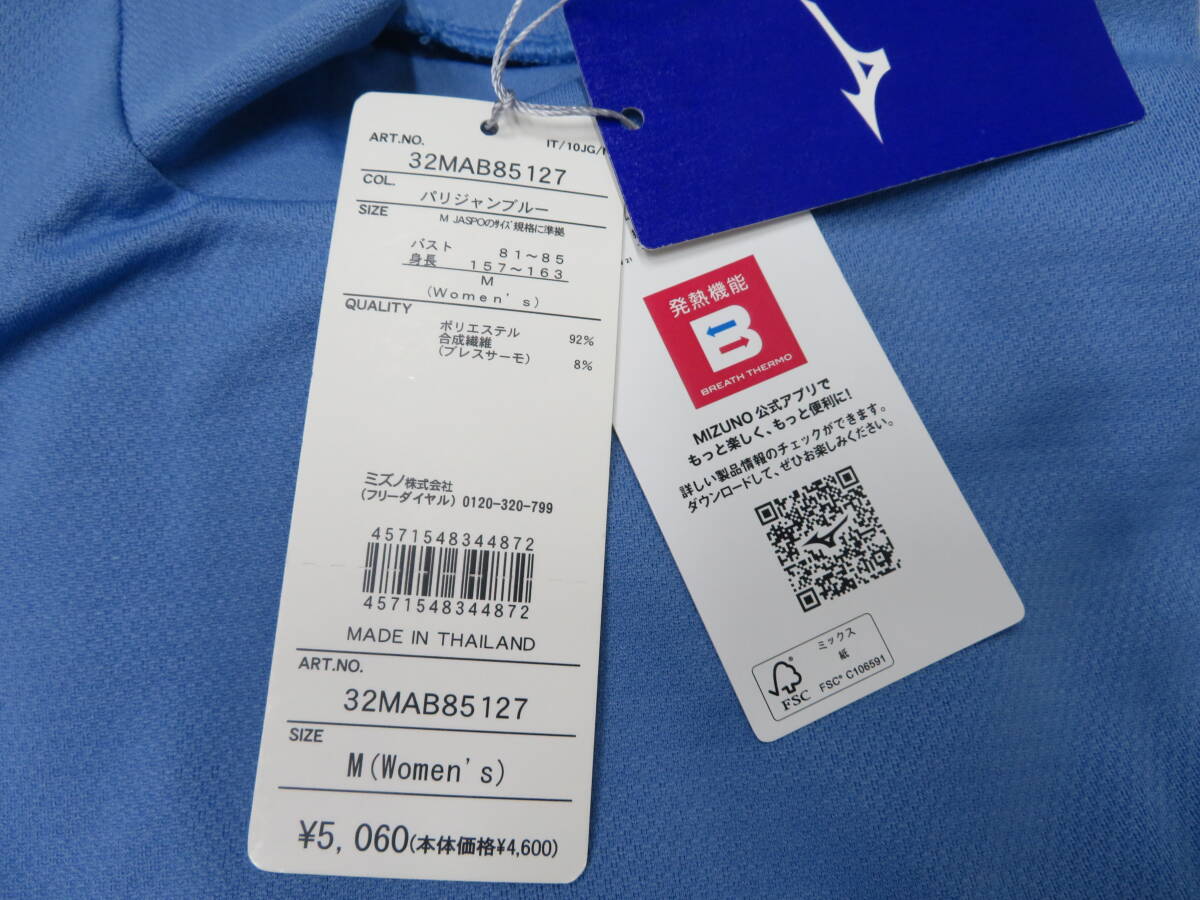 ART.NO.
IT/10JG/
32MAB85127
COL.
パリジャンブルー
SIZE
M JASPOのサイズ規格に準拠
バスト 81～85
身長 157～163
M
(Women's)
QUALITY
ポリエステル 92%
合成繊維
(ブレスサーモ) 8%
ミズノ株式会社
(フリーダイヤル) 0120-320-799
4571548344872
4571548344872
MADE IN THAILAND
ART.NO.
32MAB85127
SIZE
M(Women's)
¥5,060(本体価格¥4,600)
発熱機能
B
BREATH THERMO
MIZUNO 公式アプリで
もっと楽しく、もっと便利に!
詳しい製品情報のチェックができます。
ダウンロードして、ぜひお楽しみください。
ミックス
紙
FSC
FSC® C106591